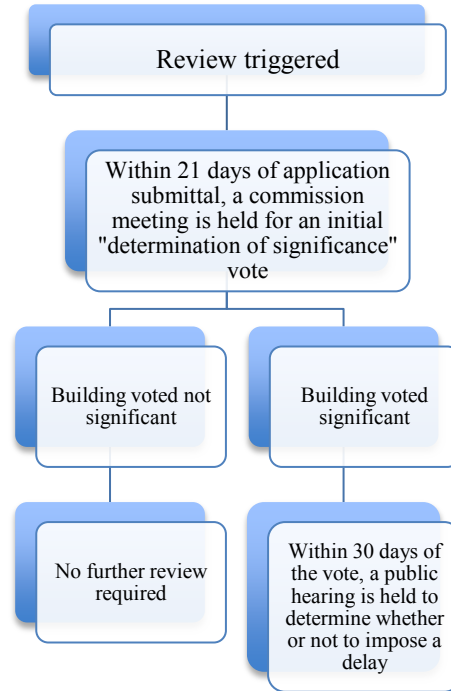 Review triggered
Within 21 days of application
submittal, a commission
meeting is held for an initial
"determination of significance"
vote
Building voted not
significant
Building voted
significant
No further review
required
Within 30 days of
the vote, a public
hearing is held to
determine whether
or not to impose a
delay